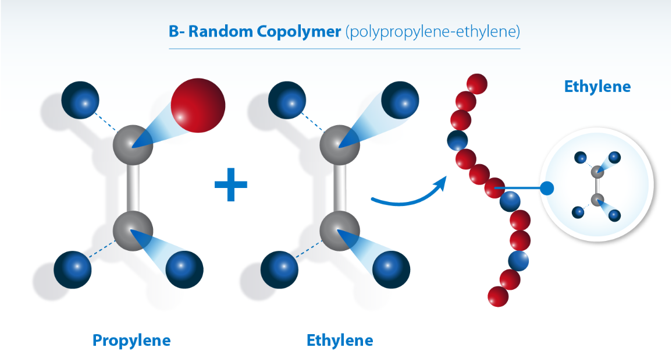 B- Random Copolymer (polypropylene-ethylene)
Ethylene
+
Propylene
Ethylene